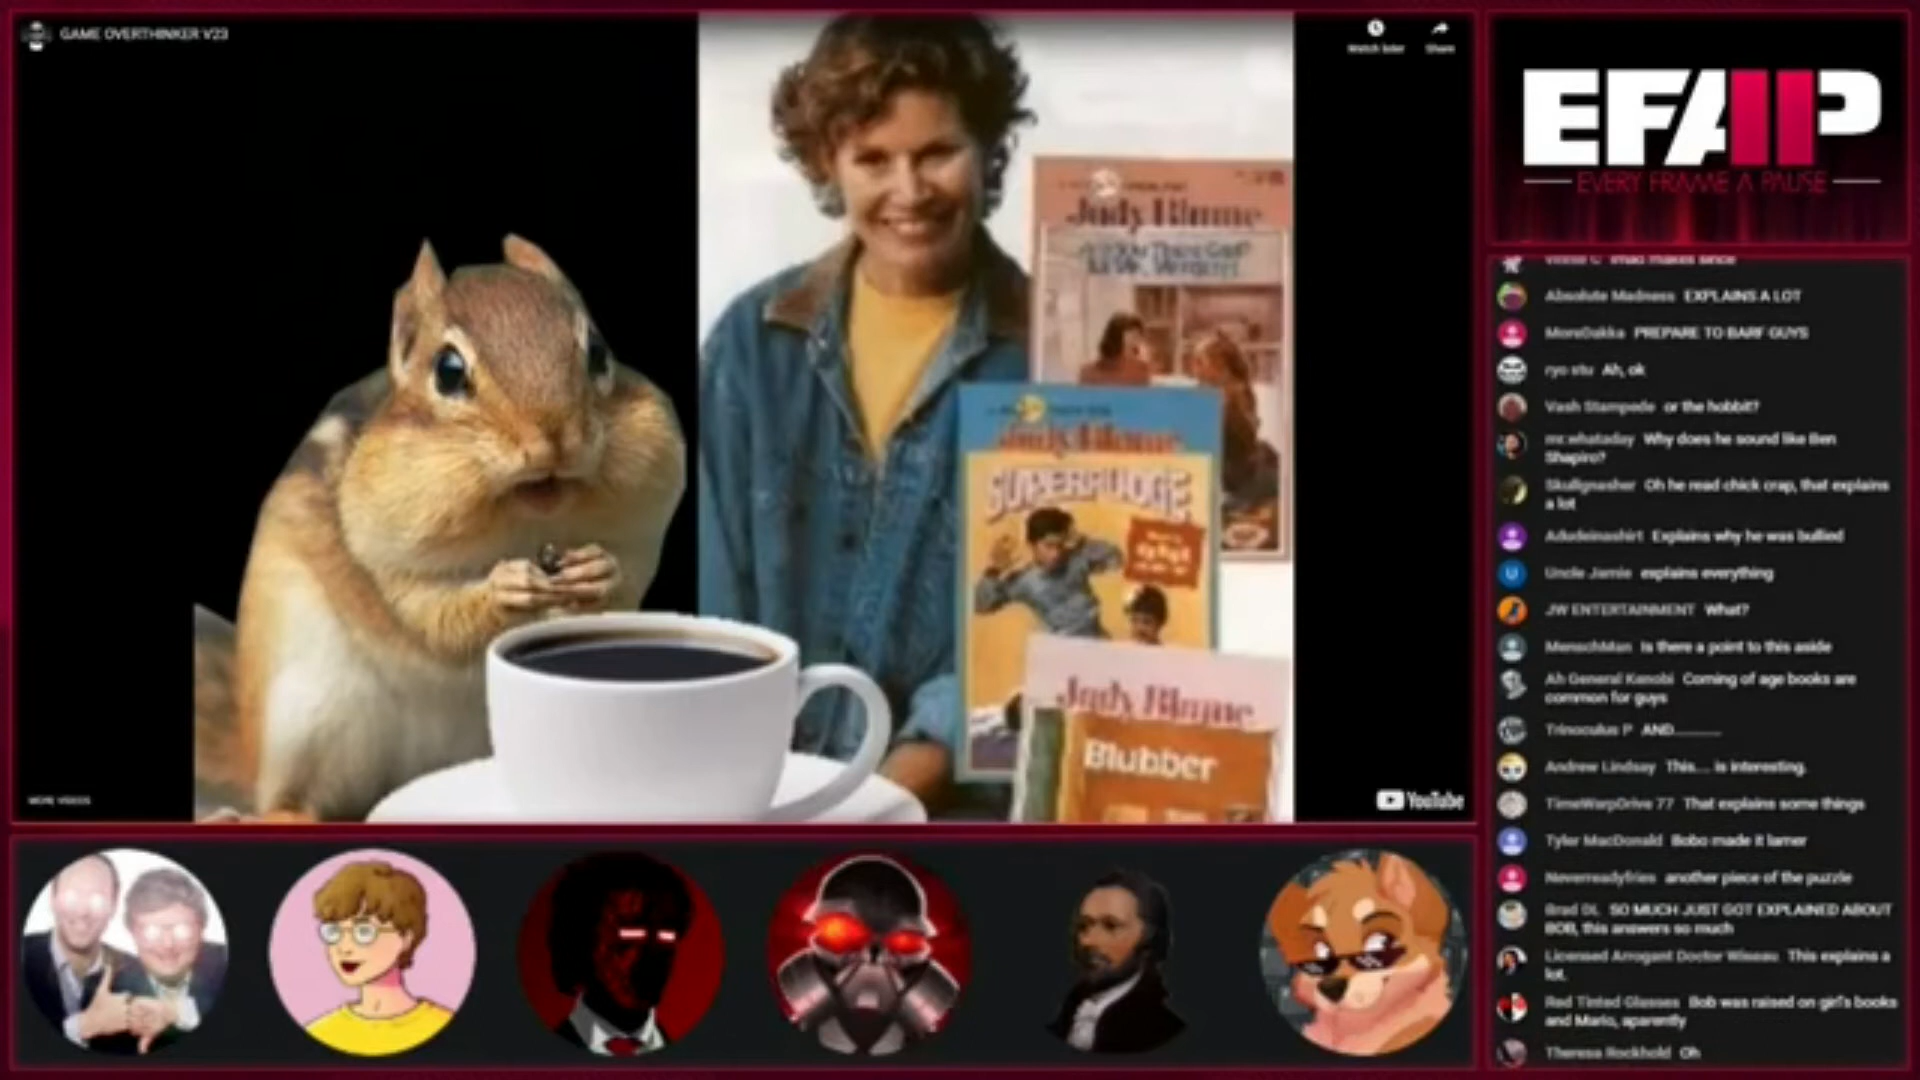 GAME OVERTHINKER V23
Watch later
Share
Judy Blume
Judy Blume
SUPERFUDGE
Judy Blume
Blubber
MORE VIDEOS
YouTube
EFAP
EVERY FRAME A PAUSE
Absolute Madness EXPLAINS A LOT
MoreDakka PREPARE TO BARF GUYS
ryo stu Ah, ok
Vash Stampede or the hobbit?
mr.whataday Why does he sound like Ben
Shapiro?
Skullgnasher Oh he read chick crap, that explains
a lot
Adudeinashirt Explains why he was bullied
Uncle Jamie explains everything
JW ENTERTAINMENT What?
MenschMan Is there a point to this aside
Ah General Kenobi Coming of age books are
common for guys
Trinoculus P AND............
Andrew Lindsay This.... is interesting.
TimeWarpDrive 77 That explains some things
Tyler MacDonald Bobo made it lamer
Neverreadyfries another piece of the puzzle
Brad DL SO MUCH JUST GOT EXPLAINED ABOUT
BOB, this answers so much
Licensed Arrogant Doctor Wiseau This explains a
lot.
Red Tinted Glasses Bob was raised on girl's books
and Mario, aparently
Theresa Rockhold Oh